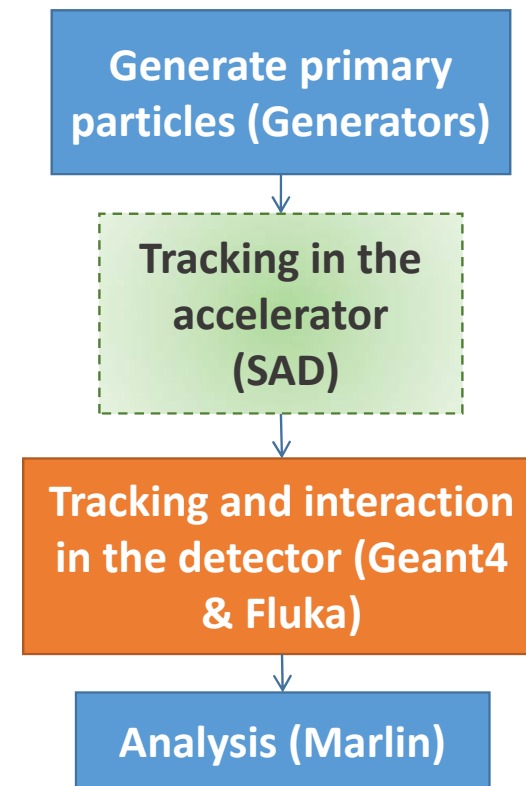 Generate primary
particles (Generators)
Tracking in the
accelerator
(SAD)
Tracking and interaction
in the detector (Geant4
& Fluka)
Analysis (Marlin)